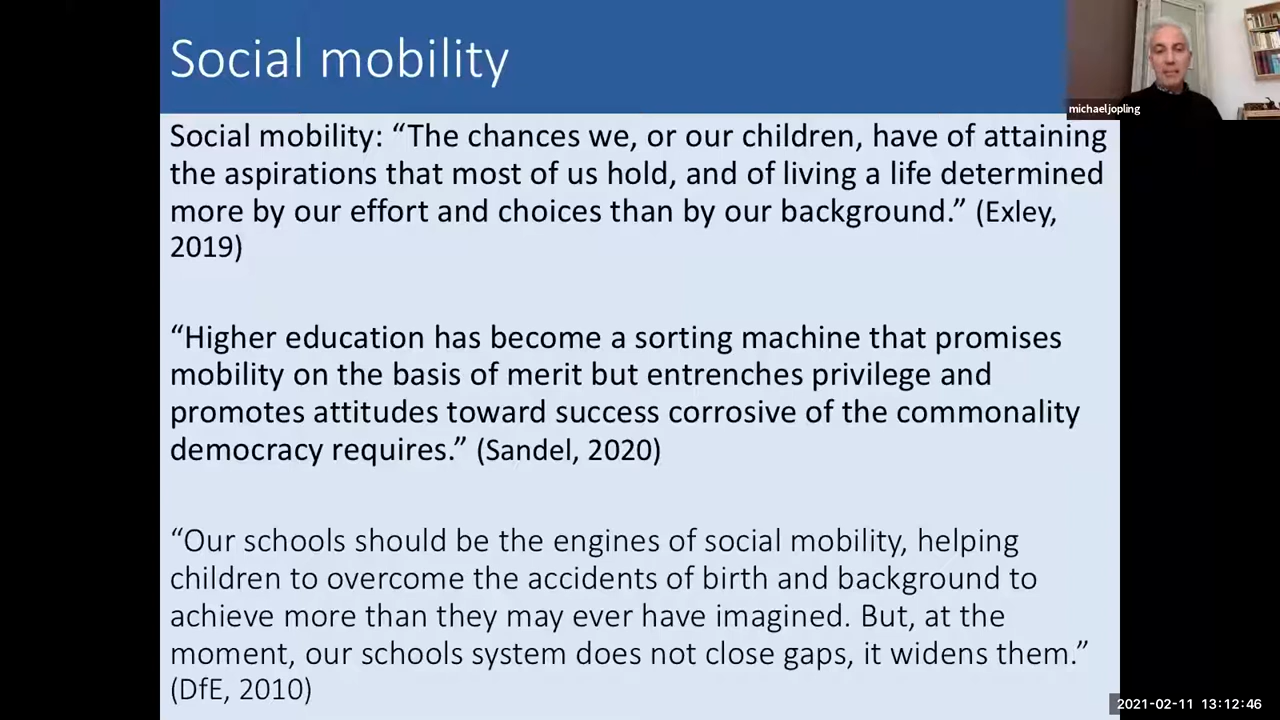 Social mobility
michael jopling
Social mobility: “The chances we, or our children, have of attaining
the aspirations that most of us hold, and of living a life determined
more by our effort and choices than by our background.” (Exley,
2019)
“Higher education has become a sorting machine that promises
mobility on the basis of merit but entrenches privilege and
promotes attitudes toward success corrosive of the commonality
democracy requires.” (Sandel, 2020)
“Our schools should be the engines of social mobility, helping
children to overcome the accidents of birth and background to
achieve more than they may ever have imagined. But, at the
moment, our schools system does not close gaps, it widens them.”
(DfE, 2010)
2021-02-11 13:12:46